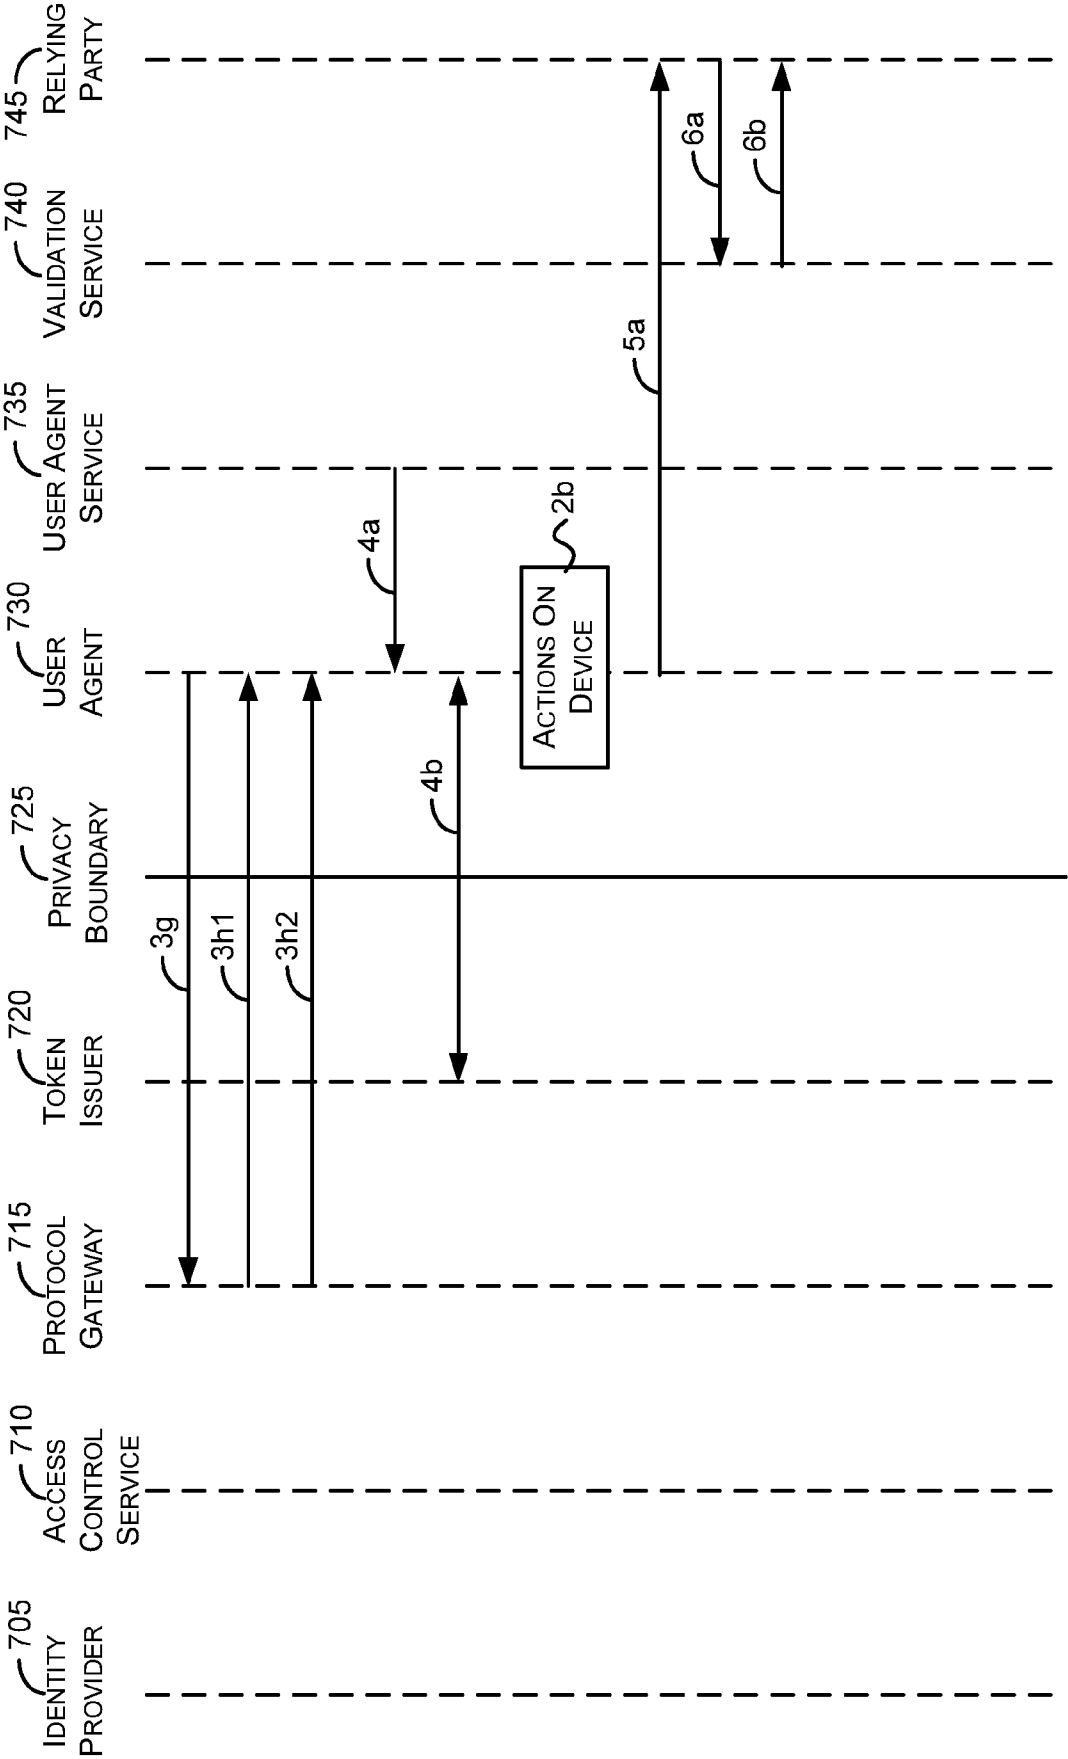 705
IDENTITY
PROVIDER
710
ACCESS
CONTROL
SERVICE
715
PROTOCOL
GATEWAY
720
TOKEN
ISSUER
725
PRIVACY
BOUNDARY
730
USER
AGENT
735
USER AGENT
SERVICE
740
VALIDATION
SERVICE
745
RELYING
PARTY
3g
3h1
3h2
4a
4b
2b
ACTIONS ON
DEVICE
5a
6a
6b